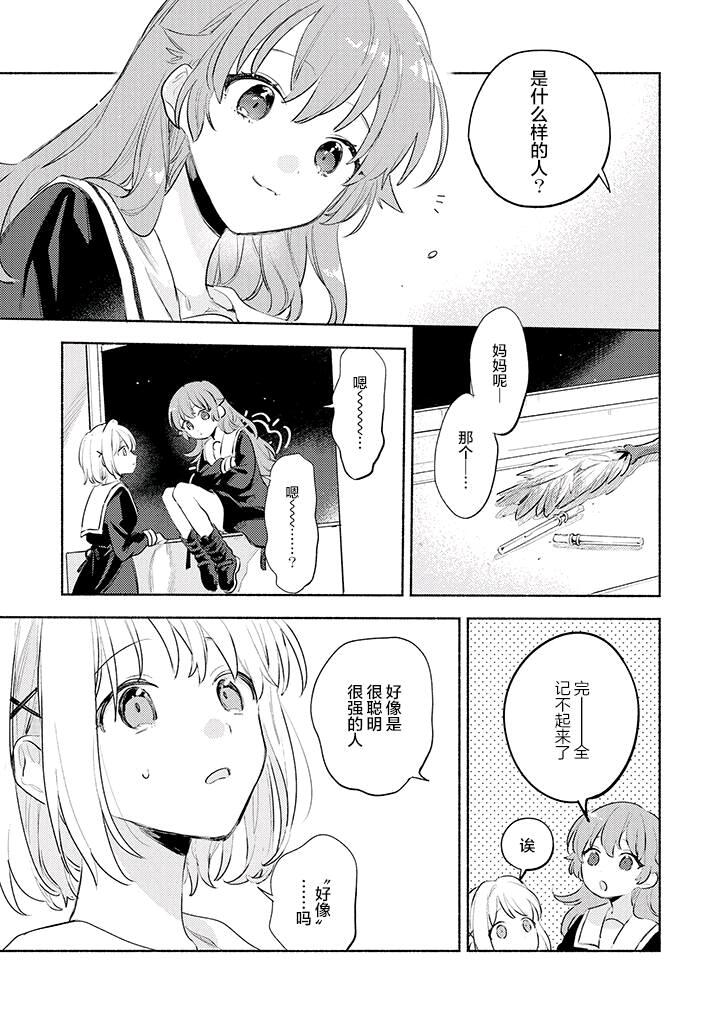 是什么样的人？
妈妈呢—
那个——……
嗯~~~~~~~~……
嗯~~~~~~~~……？
完——全
记不起来了
诶
好像是
很聪明
很强的人
“好像”
……吗